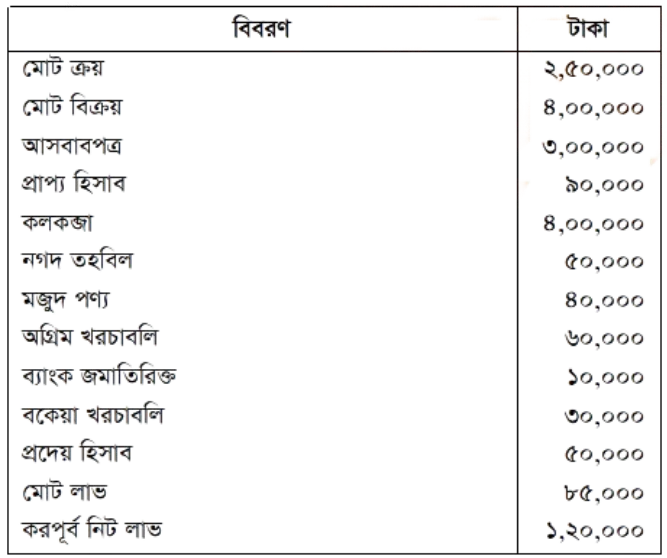 বিবরণ টাকা
মোট ক্রয় ২,৫০,০০০
মোট বিক্রয় ৪,০০,০০০
আসবাবপত্র ৩,০০,০০০
প্রাপ্য হিসাব ৯০,০০০
কলকব্জা ৪,০০,০০০
নগদ তহবিল ৫০,০০০
মজুদ পণ্য ৪০,০০০
অগ্রিম খরচাবলি ৬০,০০০
ব্যাংক জমাতিরিক্ত ১০,০০০
বকেয়া খরচাবলি ৩০,০০০
প্রদেয় হিসাব ৫০,০০০
মোট লাভ ৮৫,০০০
করপূর্ব নিট লাভ ১,২০,০০০